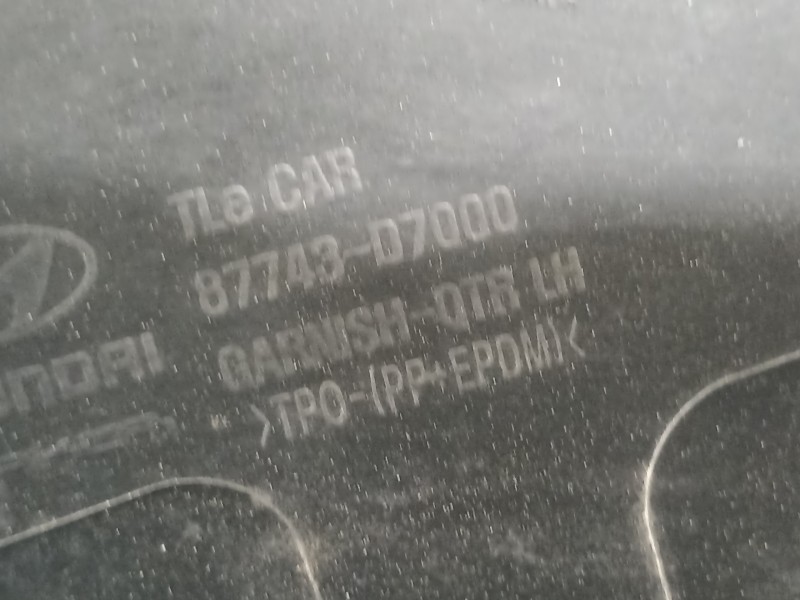 TLe CAR
87743-D7000
GARNISH-QTR LH
>TPO-(PP+EPDM)<